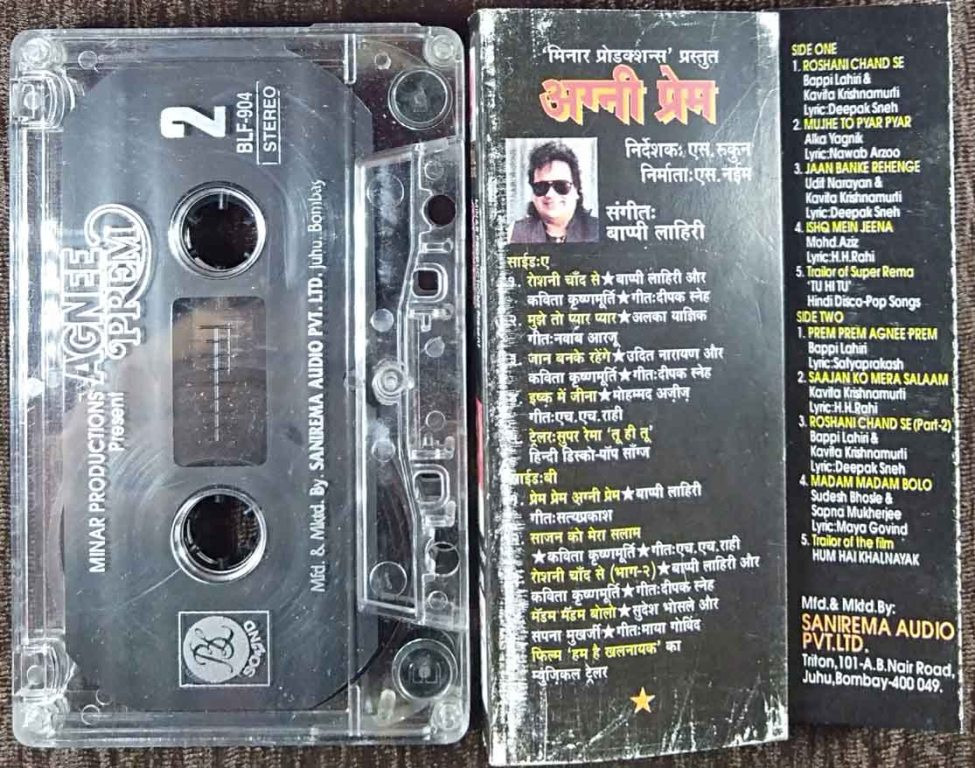 2
BLF-904
STEREO
MINAR PRODUCTIONS
Present
AGNEE
PREM
Mfd. & Mktd. By. SANIREMA AUDIO PVT. LTD. Juhu. Bombay
BL
SOUND
'मिनार प्रोडक्शन्स' प्रस्तुत
अग्नी प्रेम
निर्देशक: एस. रुकुन
निर्माता: एस. नईम
संगीत:
बाप्पी लाहिरी
साईड:ए
१. रोशनी चाँद से★बाप्पी लाहिरी और
कविता कृष्णमूर्ति★गीत:दीपक स्नेह
२. मुझे तो प्यार प्यार★अलका याज्ञिक
गीत:नवाब आरजू
जान बनके रहेंगे★उदित नारायण और
कविता कृष्णमूर्ति★गीत:दीपक स्नेह
इष्क में जीना★मोहम्मद अज़ीज़
गीत:एच.एच.राही
ट्रेलर:सुपर रेमा 'तू ही तू'
हिन्दी डिस्को-पॉप साँग्ज
साईड:बी
प्रेम प्रेम अग्नी प्रेम★बाप्पी लाहिरी
गीत:सत्यप्रकाश
साजन को मेरा सलाम
★कविता कृष्णमूर्ति★गीत:एच.एच.राही
रोशनी चाँद से (भाग-२)★बाप्पी लाहिरी और
कविता कृष्णमूर्ति★गीत:दीपक स्नेह
मॅडम मॅडम बोलो★सुदेश भोसले और
सपना मुखर्जी★गीत:माया गोविंद
फिल्म 'हम है खलनायक' का
म्युजिकल ट्रेलर
SIDE ONE
1. ROSHANI CHAND SE
Bappi Lahiri &
Kavita Krishnamurti
Lyric:Deepak Sneh
2. MUJHE TO PYAR PYAR
Alka Yagnik
Lyric:Nawab Arzoo
3. JAAN BANKE REHENGE
Udit Narayan &
Kavita Krishnamurti
Lyric:Deepak Sneh
4. ISHQ MEIN JEENA
Mohd.Aziz
Lyric:H.H.Rahi
5. Trailor of Super Rema
'TU HI TU'
Hindi Disco-Pop Songs
SIDE TWO
1. PREM PREM AGNEE PREM
Bappi Lahiri
Lyric:Satyaprakash
2. SAAJAN KO MERA SALAAM
Kavita Krishnamurti
Lyric:H.H.Rahi
3. ROSHANI CHAND SE (Part-2)
Bappi Lahiri &
Kavita Krishnamurti
Lyric:Deepak Sneh
4. MADAM MADAM BOLO
Sudesh Bhosle &
Sapna Mukherjee
Lyric:Maya Govind
5. Trailor of the film
HUM HAI KHALNAYAK
Mfd.& Mktd.By:
SANIREMA AUDIO
PVT.LTD.
Triton,101-A.B.Nair Road,
Juhu,Bombay-400 049.